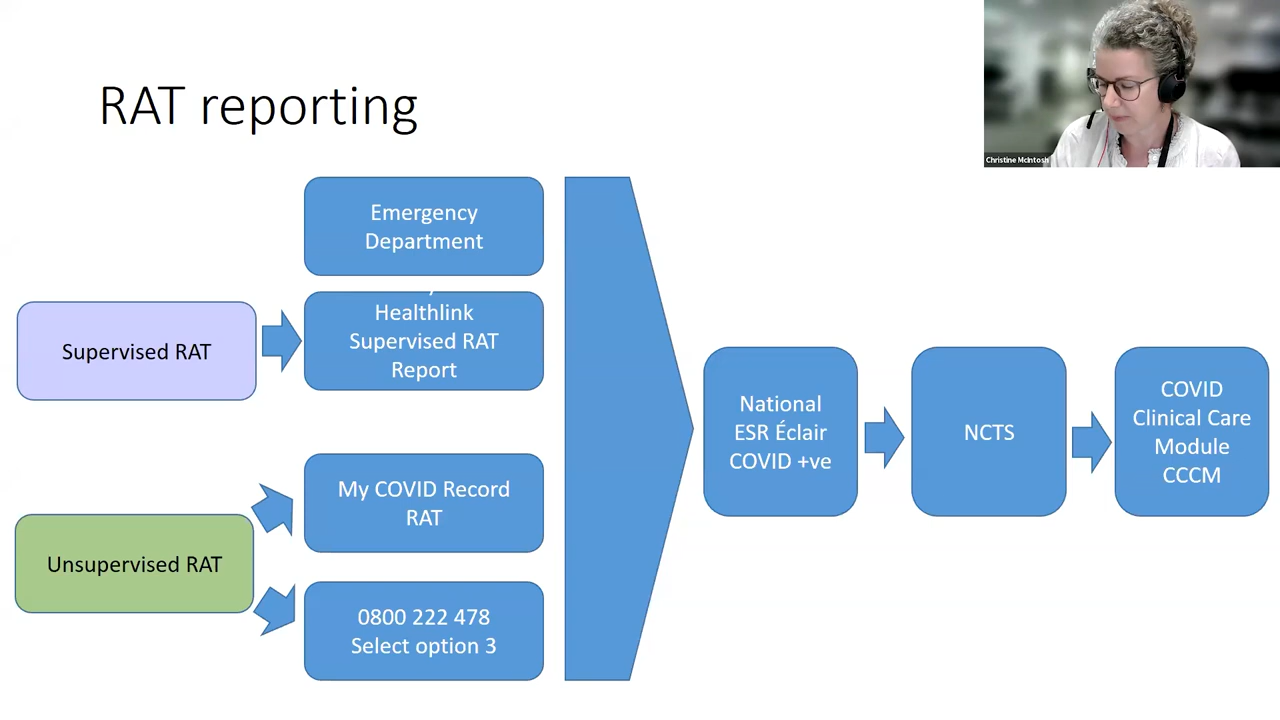 RAT reporting
Christine McIntosh
Emergency
Department
Supervised RAT
Healthlink
Supervised RAT
Report
Unsupervised RAT
My COVID Record
RAT
0800 222 478
Select option 3
National
ESR Éclair
COVID +ve
NCTS
COVID
Clinical Care
Module
CCCM